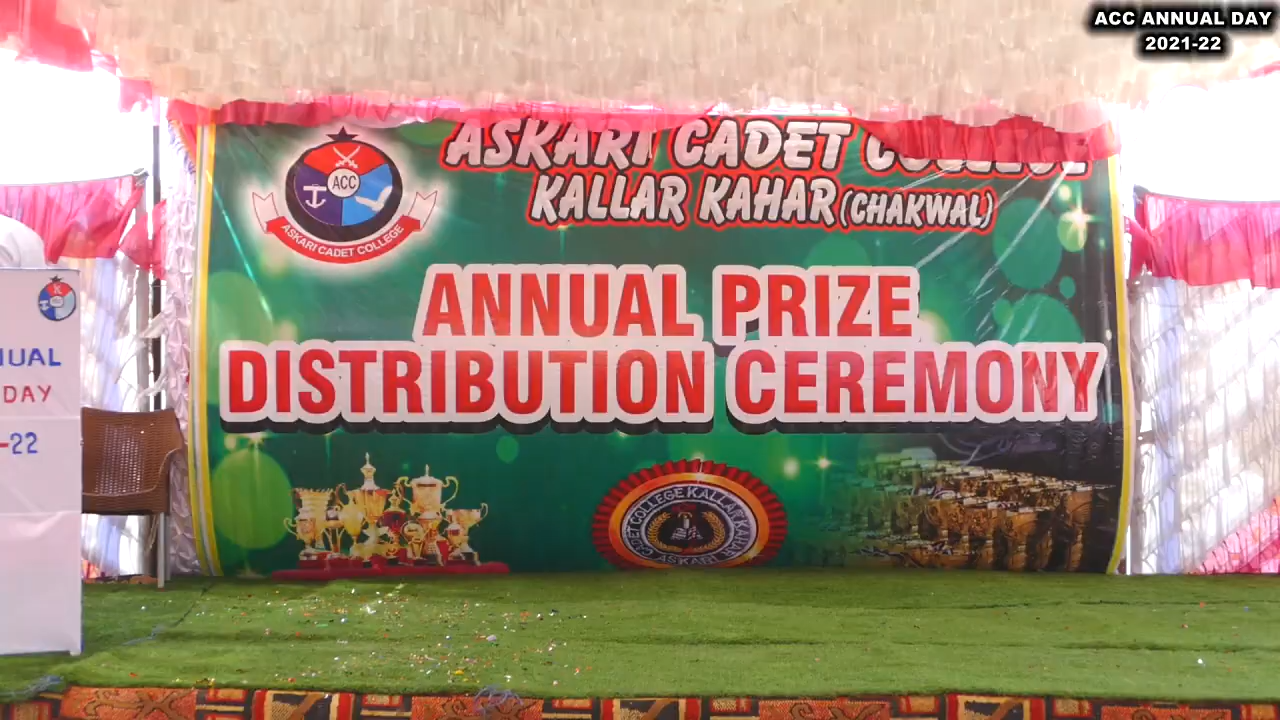 ACC ANNUAL DAY
2021-22
ASKARI CADET COLLEGE
KALLAR KAHAR (CHAKWAL)
ACC
ASKARI CADET COLLEGE
ANNUAL PRIZE
DISTRIBUTION CEREMONY
NUAL
DAY
-22
CADET COLLEGE KALLAR KAHAR
ASKARI